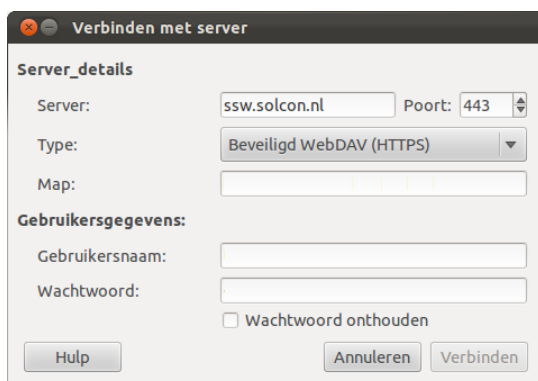 Verbinden met server
Server_details
Server: ssw.solcon.nl Poort: 443
Type: Beveiligd WebDAV (HTTPS)
Map:
Gebruikersgegevens:
Gebruikersnaam:
Wachtwoord:
Wachtwoord onthouden
Hulp Annuleren Verbinden